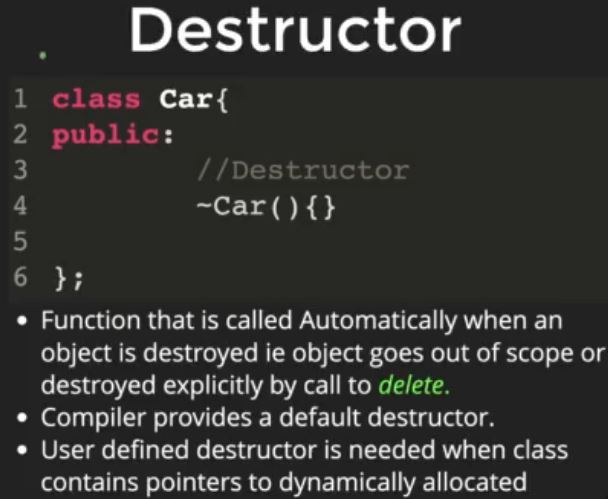 Destructor
1 class Car{
2 public:
3 //Destructor
4 ~Car(){}
5
6 };
• Function that is called Automatically when an
object is destroyed ie object goes out of scope or
destroyed explicitly by call to delete.
• Compiler provides a default destructor.
• User defined destructor is needed when class
contains pointers to dynamically allocated